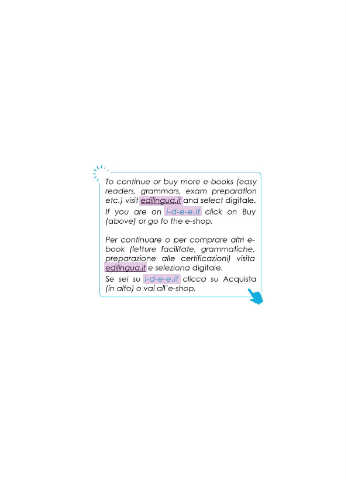 To continue or buy more e-books (easy
readers, grammars, exam preparation
etc.) visit edilingua.it and select digitale.
If you are on i-d-e-e.it click on Buy
(above) or go to the e-shop.
Per continuare o per comprare altri e-
book (letture facilitate, grammatiche,
preparazione alle certificazioni) visita
edilingua.it e seleziona digitale.
Se sei su i-d-e-e.it clicca su Acquista
(in alto) o vai all'e-shop.